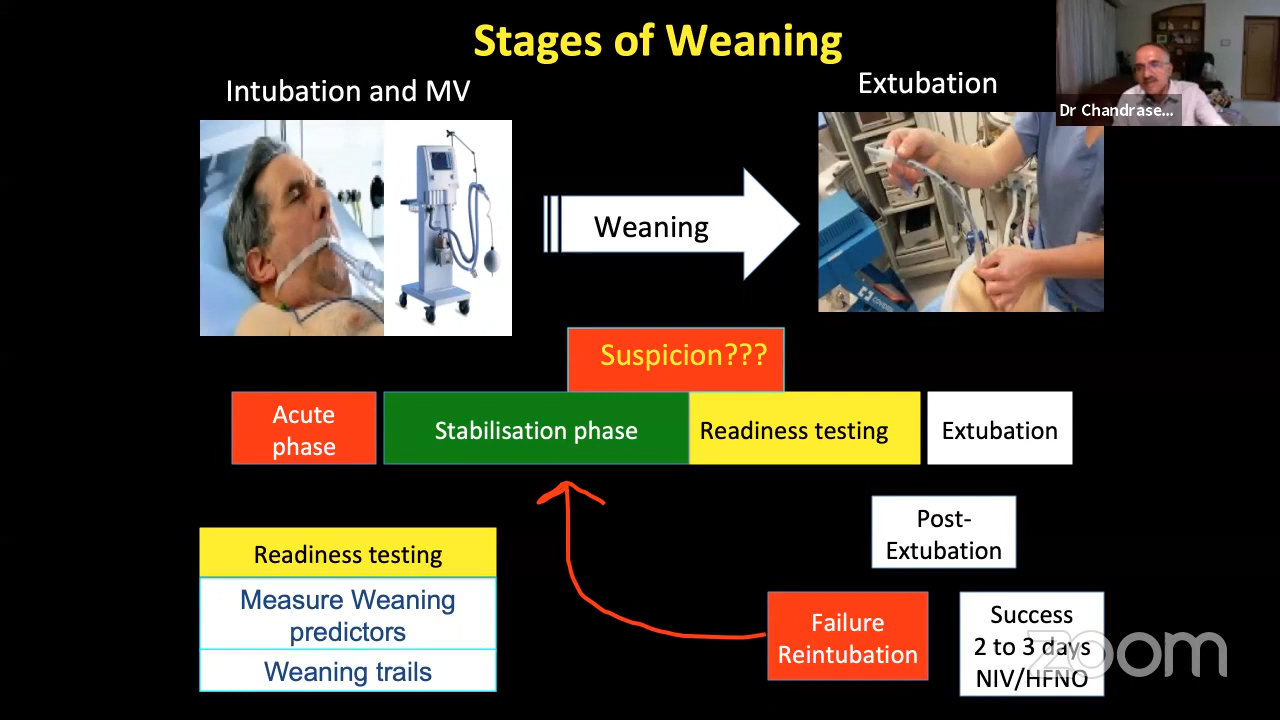 Stages of Weaning
Intubation and MV
Extubation
Dr Chandrase...
Weaning
Suspicion???
Acute
phase
Stabilisation phase
Readiness testing
Extubation
Post-
Extubation
Readiness testing
Measure Weaning
predictors
Weaning trails
Failure
Reintubation
Success
2 to 3 days
NIV/HFNO
zoom